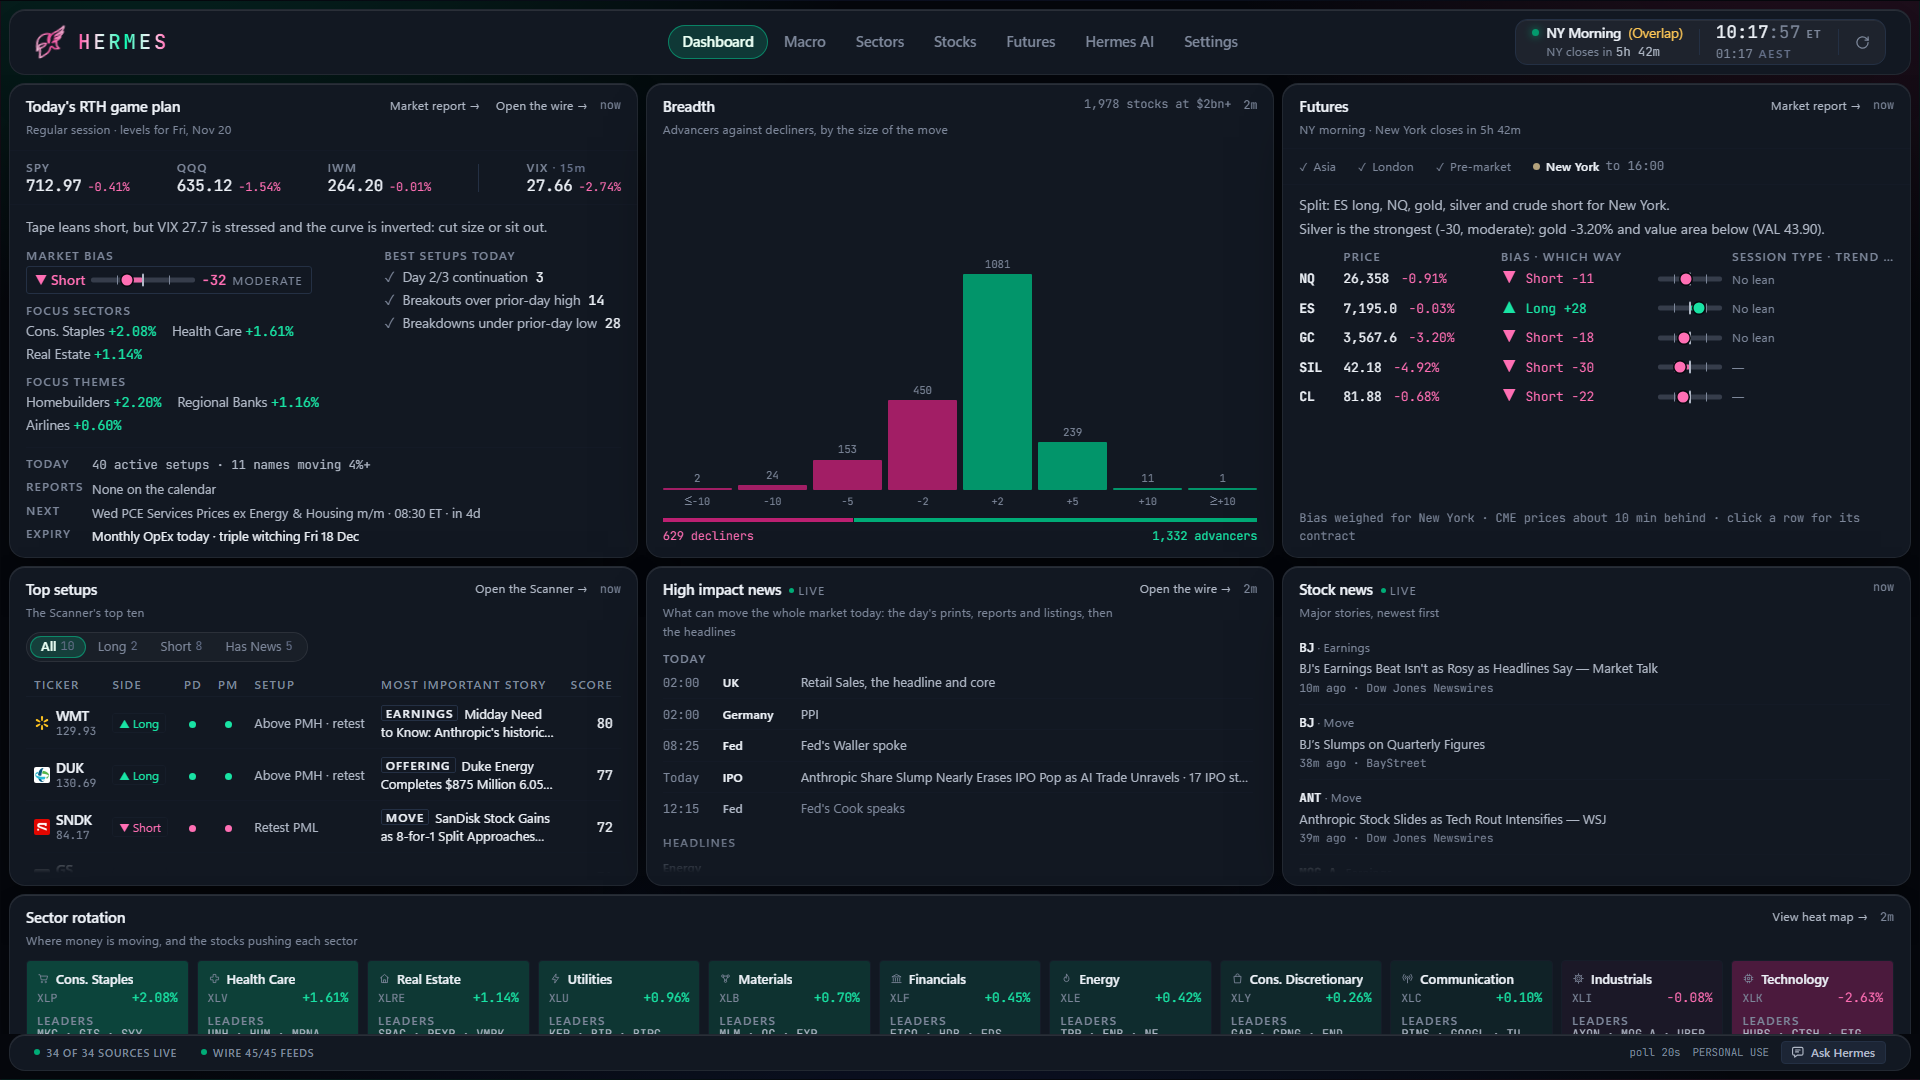 HERMES
Dashboard Macro Sectors Stocks Futures Hermes AI Settings
NY Morning (Overlap)
NY closes in 5h 42m
10:17:57 ET
01:17 AEST
Today's RTH game plan Market report → Open the wire → now
Regular session · levels for Fri, Nov 20
SPY QQQ IWM VIX · 15m
712.97 -0.41% 635.12 -1.54% 264.20 -0.01% 27.66 -2.74%
Tape leans short, but VIX 27.7 is stressed and the curve is inverted: cut size or sit out.
MARKET BIAS
▼ Short -32 MODERATE
FOCUS SECTORS
Cons. Staples +2.08% Health Care +1.61%
Real Estate +1.14%
FOCUS THEMES
Homebuilders +2.20% Regional Banks +1.16%
Airlines +0.60%
BEST SETUPS TODAY
✓ Day 2/3 continuation 3
✓ Breakouts over prior-day high 14
✓ Breakdowns under prior-day low 28
TODAY 40 active setups · 11 names moving 4%+
REPORTS None on the calendar
NEXT Wed PCE Services Prices ex Energy & Housing m/m · 08:30 ET · in 4d
EXPIRY Monthly OpEx today · triple witching Fri 18 Dec
Breadth 1,978 stocks at $2bn+ 2m
Advancers against decliners, by the size of the move
2 24 153 450 1081 239 11 1
≤-10 -10 -5 -2 +2 +5 +10 ≥+10
629 decliners 1,332 advancers
Futures Market report → now
NY morning · New York closes in 5h 42m
✓ Asia ✓ London ✓ Pre-market New York to 16:00
Split: ES long, NQ, gold, silver and crude short for New York.
Silver is the strongest (-30, moderate): gold -3.20% and value area below (VAL 43.90).
PRICE BIAS · WHICH WAY SESSION TYPE · TREND ...
NQ 26,358 -0.91% ▼ Short -11 No lean
ES 7,195.0 -0.03% ▲ Long +28 No lean
GC 3,567.6 -3.20% ▼ Short -18 No lean
SIL 42.18 -4.92% ▼ Short -30 —
CL 81.88 -0.68% ▼ Short -22 —
Bias weighed for New York · CME prices about 10 min behind · click a row for its
contract
Top setups Open the Scanner → now
The Scanner's top ten
All 10 Long 2 Short 8 Has News 5
TICKER SIDE PD PM SETUP MOST IMPORTANT STORY SCORE
WMT 129.93 ▲ Long Above PMH · retest EARNINGS Midday Need
to Know: Anthropic's historic... 80
DUK 130.69 ▲ Long Above PMH · retest OFFERING Duke Energy
Completes $875 Million 6.05... 77
SNDK 84.17 ▼ Short Retest PML MOVE SanDisk Stock Gains
as 8-for-1 Split Approaches... 72
GS
High impact news LIVE Open the wire → 2m
What can move the whole market today: the day's prints, reports and listings, then
the headlines
TODAY
02:00 UK Retail Sales, the headline and core
02:00 Germany PPI
08:25 Fed Fed's Waller spoke
Today IPO Anthropic Share Slump Nearly Erases IPO Pop as AI Trade Unravels · 17 IPO st...
12:15 Fed Fed's Cook speaks
HEADLINES
Energy
Stock news LIVE now
Major stories, newest first
BJ · Earnings
BJ's Earnings Beat Isn't as Rosy as Headlines Say — Market Talk
10m ago · Dow Jones Newswires
BJ · Move
BJ's Slumps on Quarterly Figures
38m ago · BayStreet
ANT · Move
Anthropic Stock Slides as Tech Rout Intensifies — WSJ
39m ago · Dow Jones Newswires
Sector rotation View heat map → 2m
Where money is moving, and the stocks pushing each sector
Cons. Staples Health Care Real Estate Utilities Materials Financials Energy Cons. Discretionary Communication Industrials Technology
XLP +2.08% XLV +1.61% XLRE +1.14% XLU +0.96% XLB +0.70% XLF +0.45% XLE +0.42% XLY +0.26% XLC +0.10% XLI -0.08% XLK -2.63%
LEADERS LEADERS LEADERS LEADERS LEADERS LEADERS LEADERS LEADERS LEADERS LEADERS LEADERS
34 OF 34 SOURCES LIVE WIRE 45/45 FEEDS
poll 20s PERSONAL USE Ask Hermes